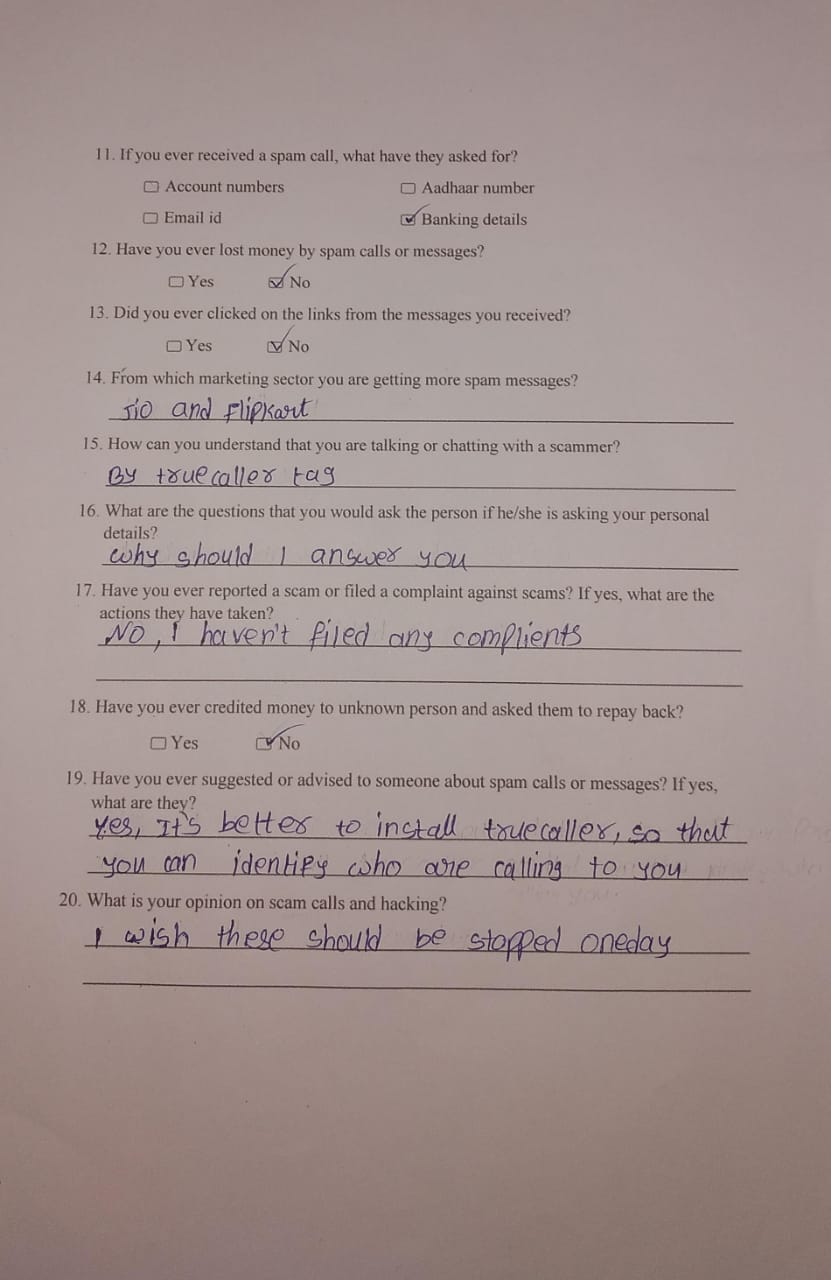 11. If you ever received a spam call, what have they asked for?
☐ Account numbers ☐ Aadhaar number
☐ Email id ☑ Banking details
12. Have you ever lost money by spam calls or messages?
☐ Yes ☑ No
13. Did you ever clicked on the links from the messages you received?
☐ Yes ☑ No
14. From which marketing sector you are getting more spam messages?
Jio and Flipkart
15. How can you understand that you are talking or chatting with a scammer?
By truecaller tag
16. What are the questions that you would ask the person if he/she is asking your personal
details?
why should I answer you
17. Have you ever reported a scam or filed a complaint against scams? If yes, what are the
actions they have taken?
NO, I haven't filed any complients
18. Have you ever credited money to unknown person and asked them to repay back?
☐ Yes ☑ No
19. Have you ever suggested or advised to someone about spam calls or messages? If yes,
what are they?
yes, It's better to install truecaller, so that
you can identify who are calling to you
20. What is your opinion on scam calls and hacking?
I wish these should be stopped oneday